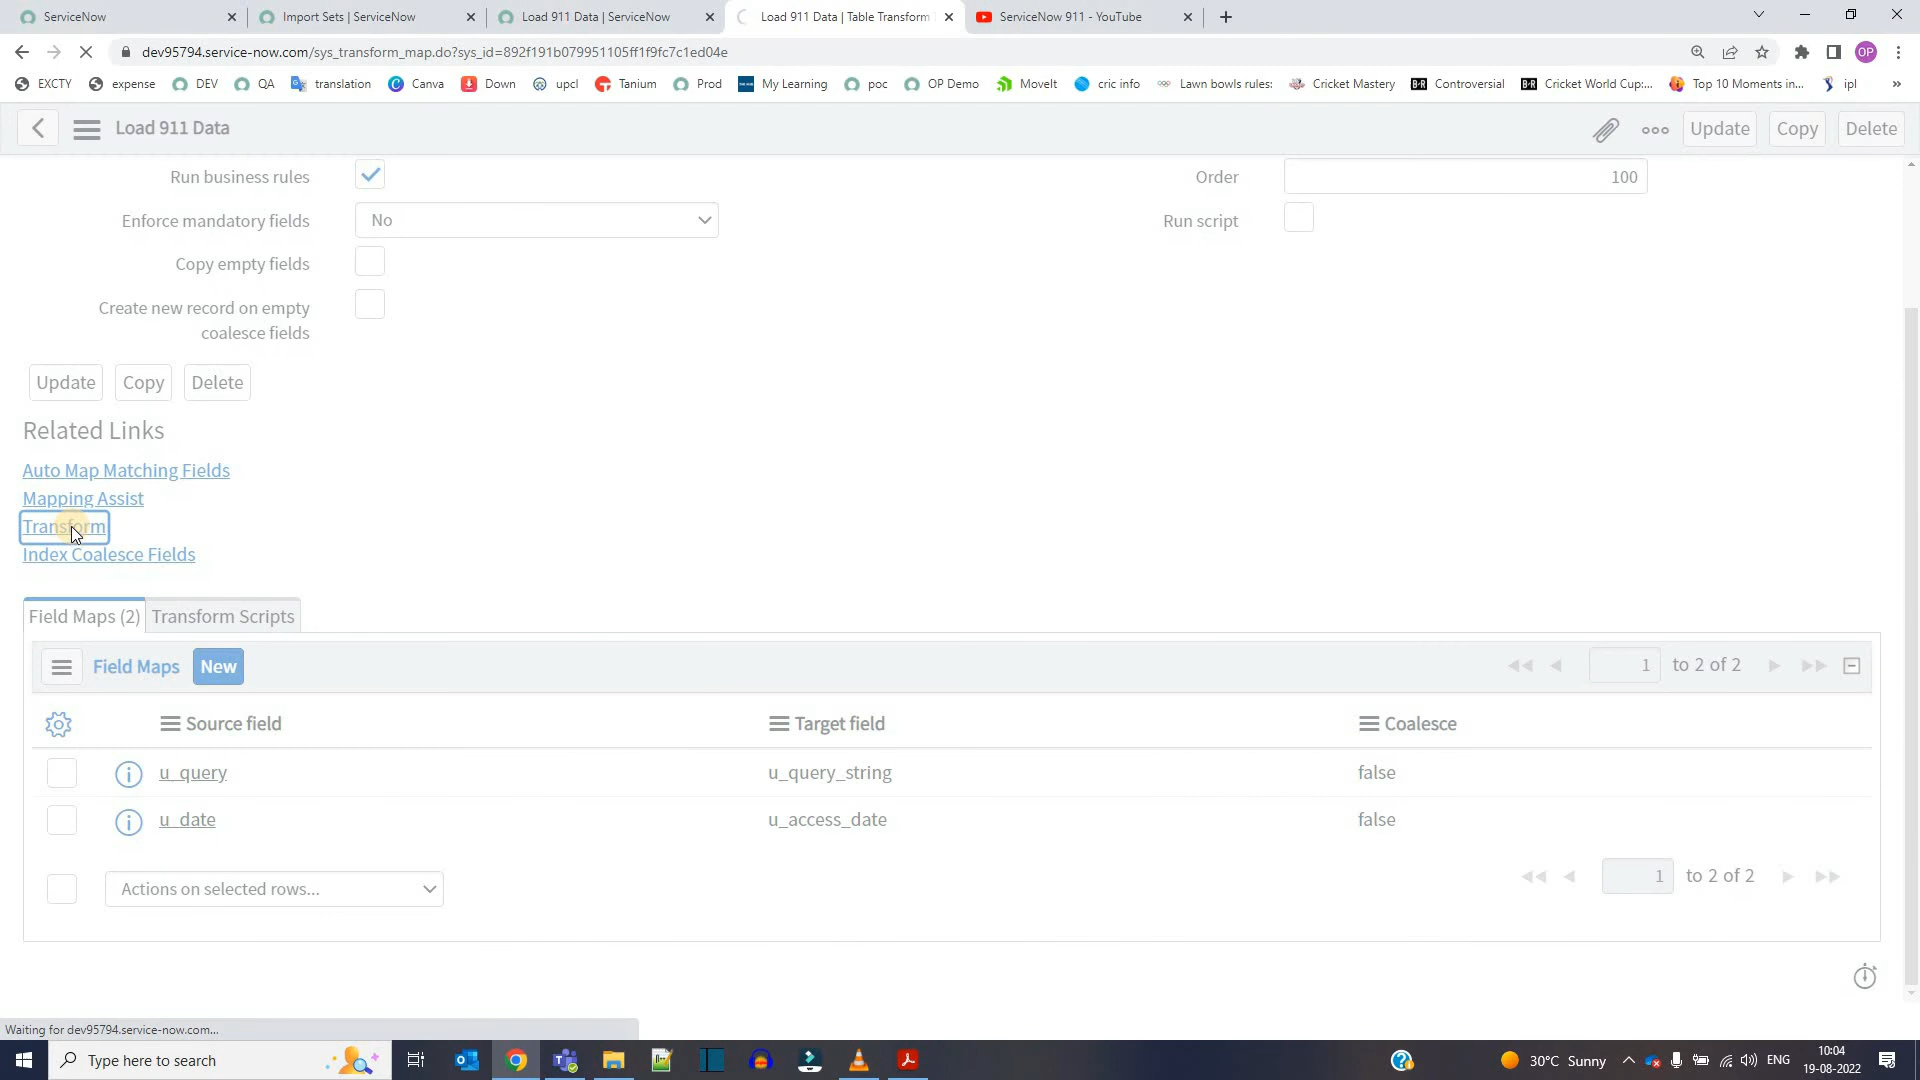 ServiceNow
Import Sets | ServiceNow
Load 911 Data | ServiceNow
Load 911 Data | Table Transform
ServiceNow 911 - YouTube
dev95794.service-now.com/sys_transform_map.do?sys_id=892f191b079951105ff1f9fc7c1ed04e
OP
EXCTY
expense
DEV
QA
translation
Canva
Down
upcl
Tanium
Prod
My Learning
poc
OP Demo
MoveIt
cric info
Lawn bowls rules:
Cricket Mastery
Controversial
Cricket World Cup:...
Top 10 Moments in...
ipl
»
Load 911 Data
Update
Copy
Delete
Run business rules
Order
100
Enforce mandatory fields
No
Run script
Copy empty fields
Create new record on empty
coalesce fields
Update
Copy
Delete
Related Links
Auto Map Matching Fields
Mapping Assist
Transform
Index Coalesce Fields
Field Maps (2)
Transform Scripts
Field Maps
New
1 to 2 of 2
Source field
Target field
Coalesce
u_query
u_query_string
false
u_date
u_access_date
false
Actions on selected rows...
1 to 2 of 2
Waiting for dev95794.service-now.com...
Type here to search
30°C Sunny
ENG
10:04
19-08-2022